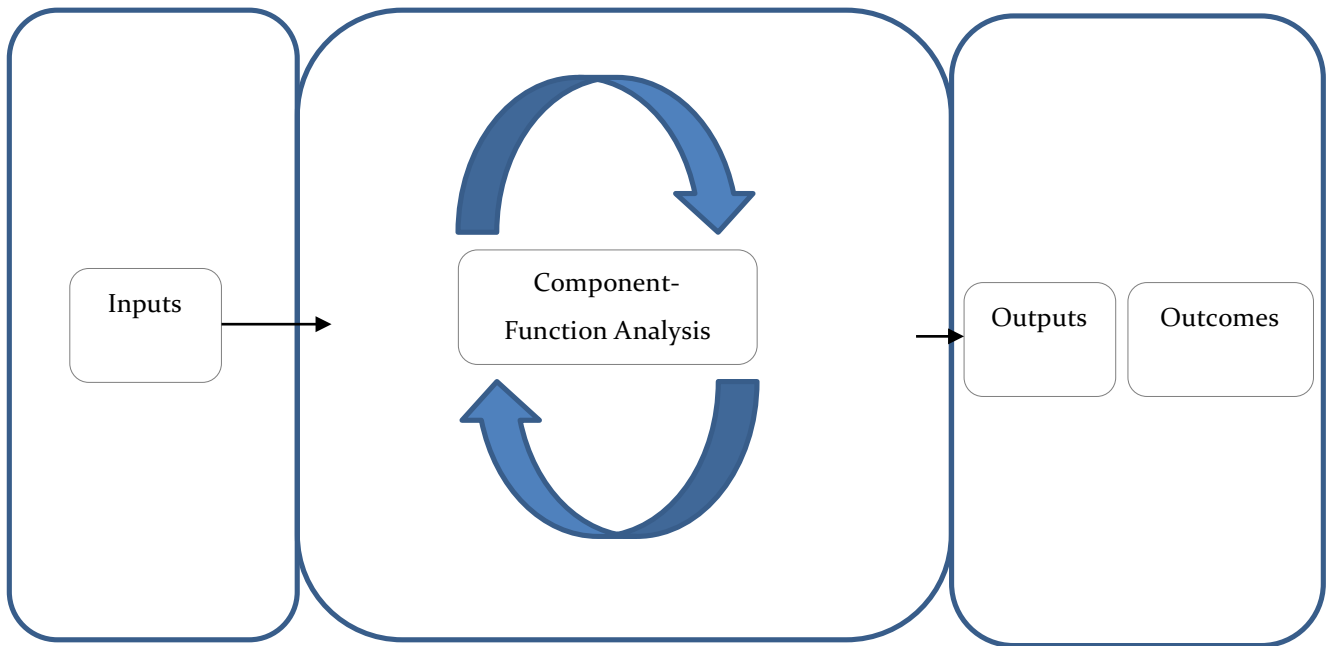 Inputs
Component-
Function Analysis
Outputs
Outcomes